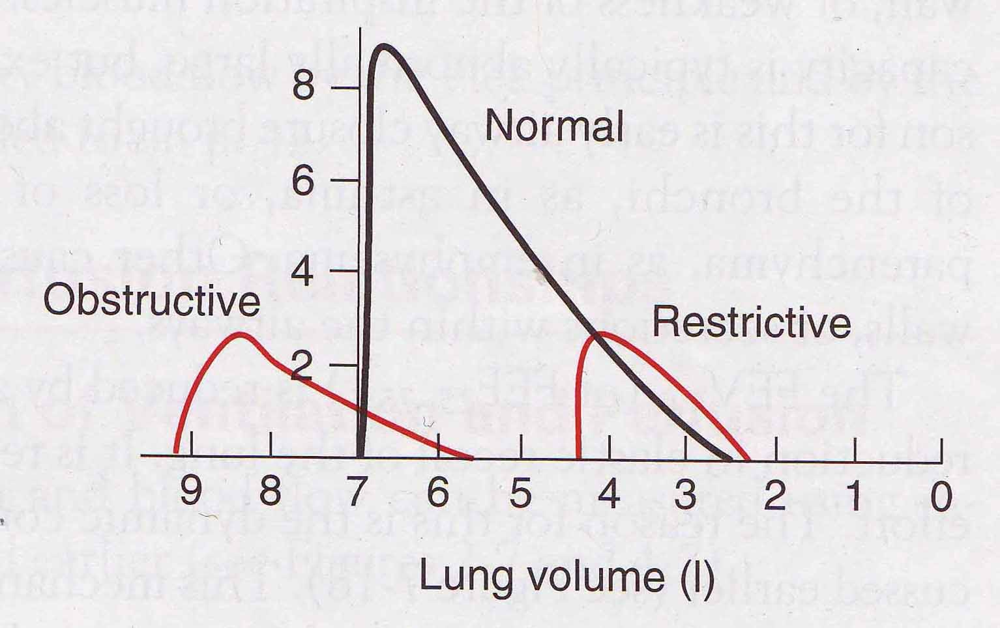 8
Normal
6
4
Obstructive
Restrictive
2
9 8 7 6 5 4 3 2 1 0
Lung volume (l)